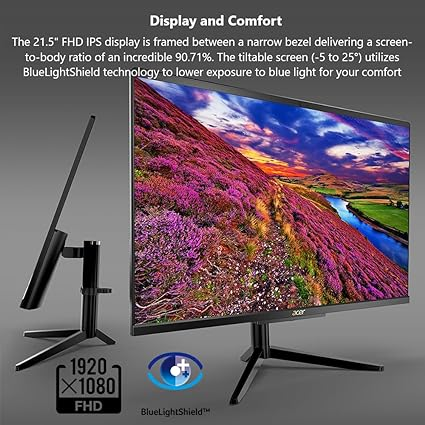 Display and Comfort
The 21.5" FHD IPS display is framed between a narrow bezel delivering a screen-
to-body ratio of an incredible 90.71%. The tiltable screen (-5 to 25°) utilizes
BlueLightShield technology to lower exposure to blue light for your comfort
acer
1920
×1080
FHD
BlueLightShield™